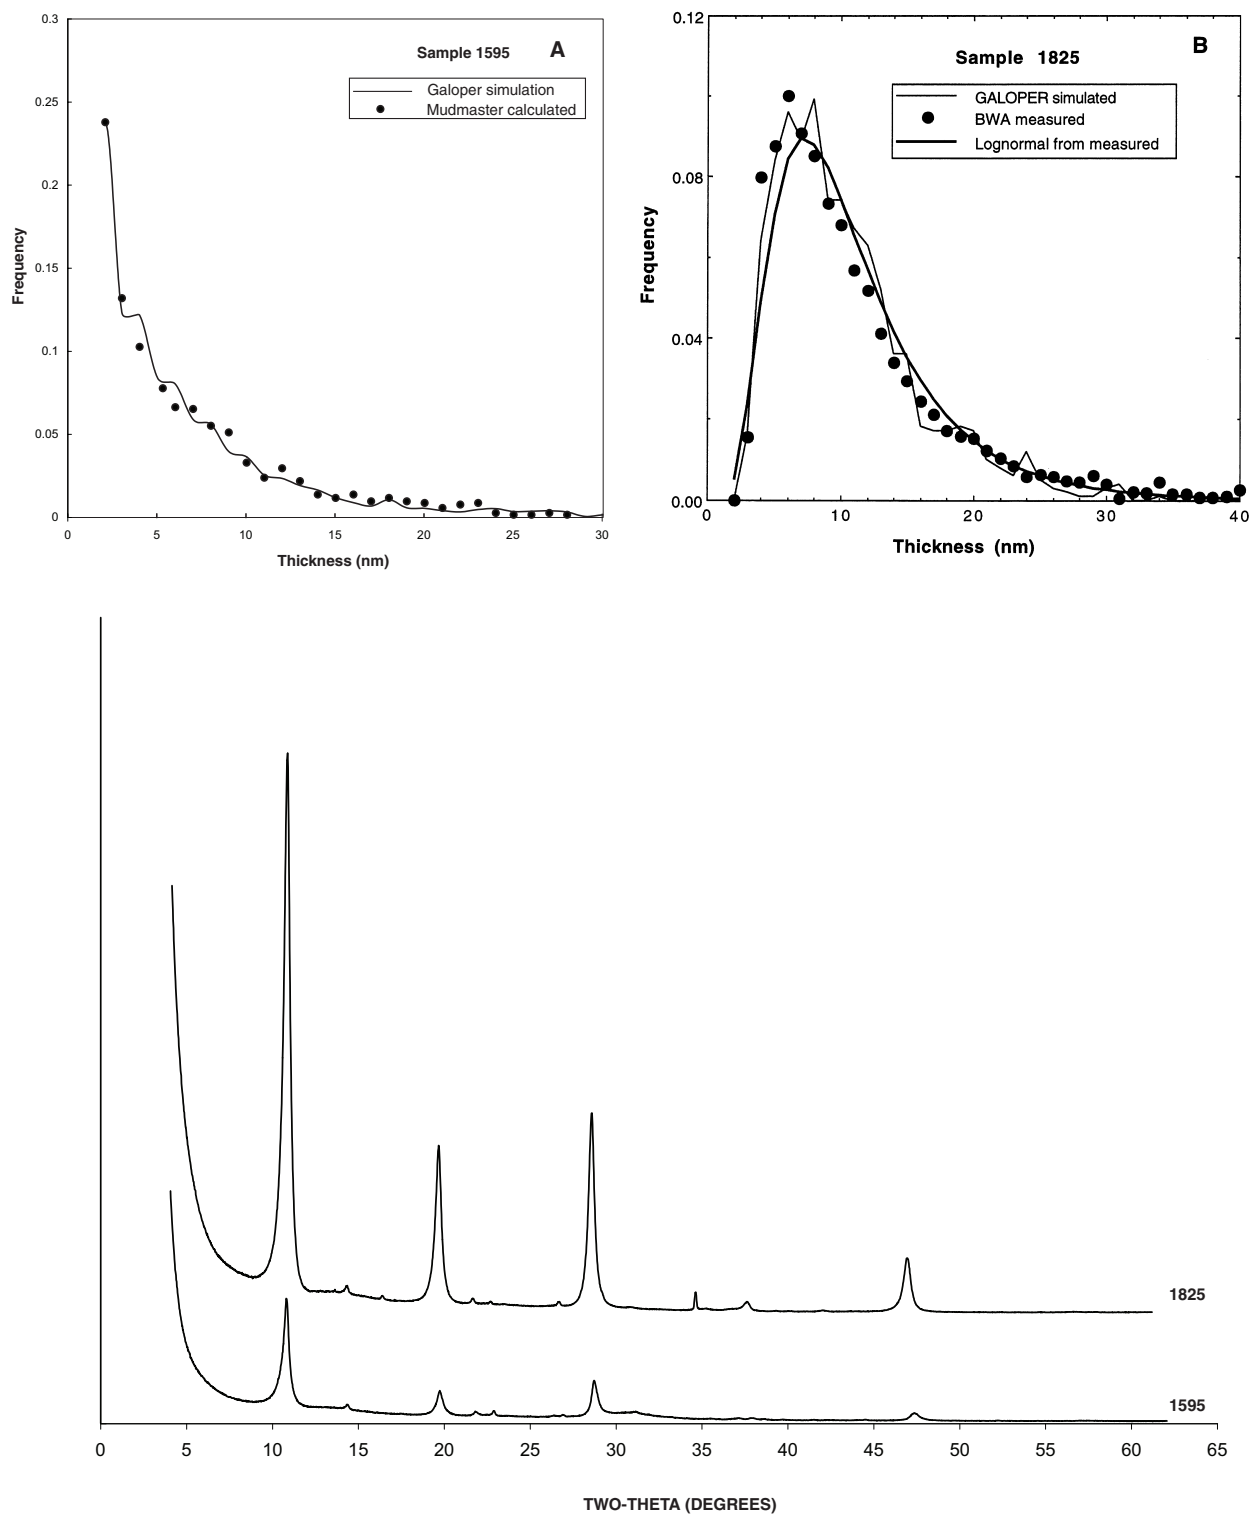 Sample 1595 A
Galoper simulation
Mudmaster calculated
0.3
0.25
0.2
0.15
0.1
0.05
0
Frequency
0 5 10 15 20 25 30
Thickness (nm)
Sample 1825 B
GALOPER simulated
BWA measured
Lognormal from measured
0.12
0.08
0.04
0.00
Frequency
0 10 20 30 40
Thickness (nm)
1825
1595
0 5 10 15 20 25 30 35 40 45 50 55 60 65
TWO-THETA (DEGREES)